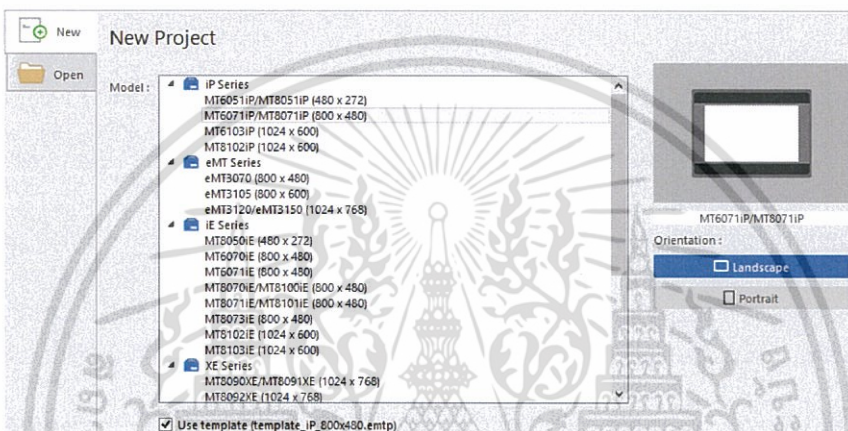 New
Open
New Project
Model :
iP Series
MT6051iP/MT8051iP (480 x 272)
MT6071iP/MT8071iP (800 x 480)
MT6103iP (1024 x 600)
MT8102iP (1024 x 600)
eMT Series
eMT3070 (800 x 480)
eMT3105 (800 x 600)
eMT3120/eMT3150 (1024 x 768)
iE Series
MT8050iE (480 x 272)
MT6070iE (800 x 480)
MT6071iE (800 x 480)
MT8070iE/MT8100iE (800 x 480)
MT8071iE/MT8101iE (800 x 480)
MT8073iE (800 x 480)
MT8102iE (1024 x 600)
MT8103iE (1024 x 600)
XE Series
MT8090XE/MT8091XE (1024 x 768)
MT8092XE (1024 x 768)
Use template (template_iP_800x480.emtp)
MT6071iP/MT8071iP
Orientation :
Landscape
Portrait